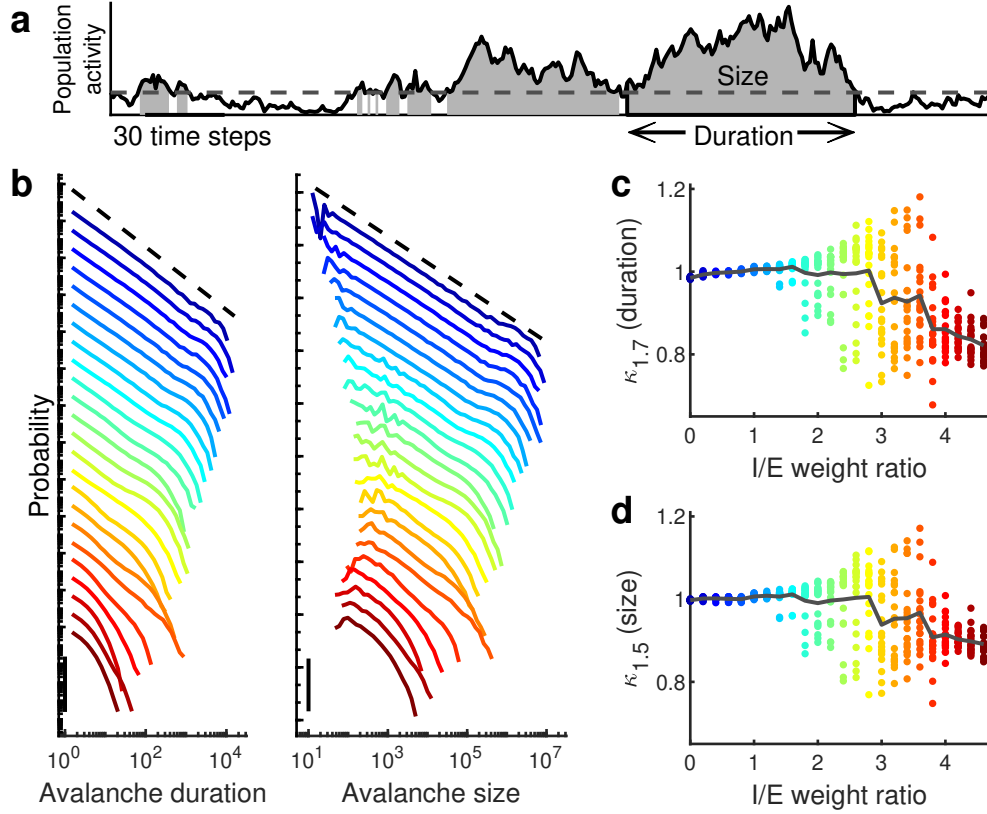 a
Population
activity
Size
30 time steps
Duration
b
Probability
10^0
10^2
10^4
Avalanche duration
10^1
10^3
10^5
10^7
Avalanche size
c
κ_1.7 (duration)
1.2
1
0.8
0
1
2
3
4
I/E weight ratio
d
κ_1.5 (size)
1.2
1
0.8
0
1
2
3
4
I/E weight ratio